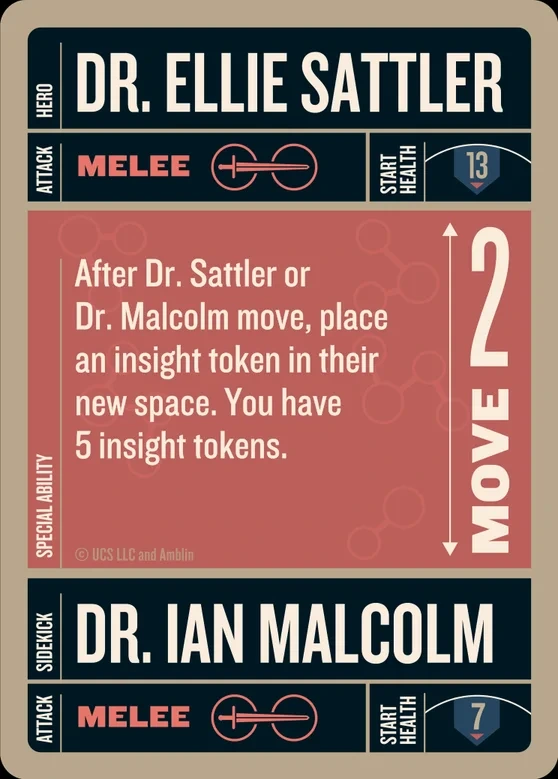 HERO
DR. ELLIE SATTLER
ATTACK
MELEE
START
HEALTH
13
SPECIAL ABILITY
After Dr. Sattler or
Dr. Malcolm move, place
an insight token in their
new space. You have
5 insight tokens.
© UCS LLC and Amblin
MOVE 2
SIDEKICK
DR. IAN MALCOLM
ATTACK
MELEE
START
HEALTH
7